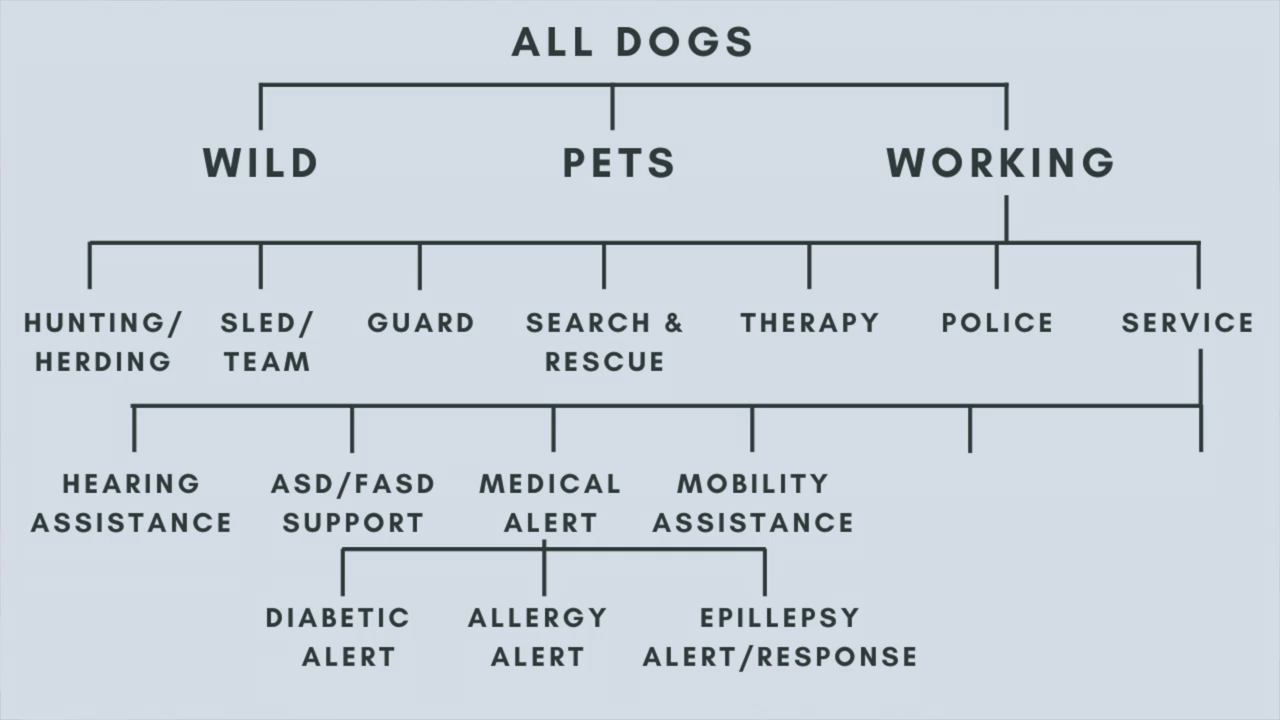 ALL DOGS
WILD PETS WORKING
HUNTING/ SLED/ GUARD SEARCH & THERAPY POLICE SERVICE
HERDING TEAM RESCUE
HEARING ASD/FASD MEDICAL MOBILITY
ASSISTANCE SUPPORT ALERT ASSISTANCE
DIABETIC ALLERGY EPILLEPSY
ALERT ALERT ALERT/RESPONSE